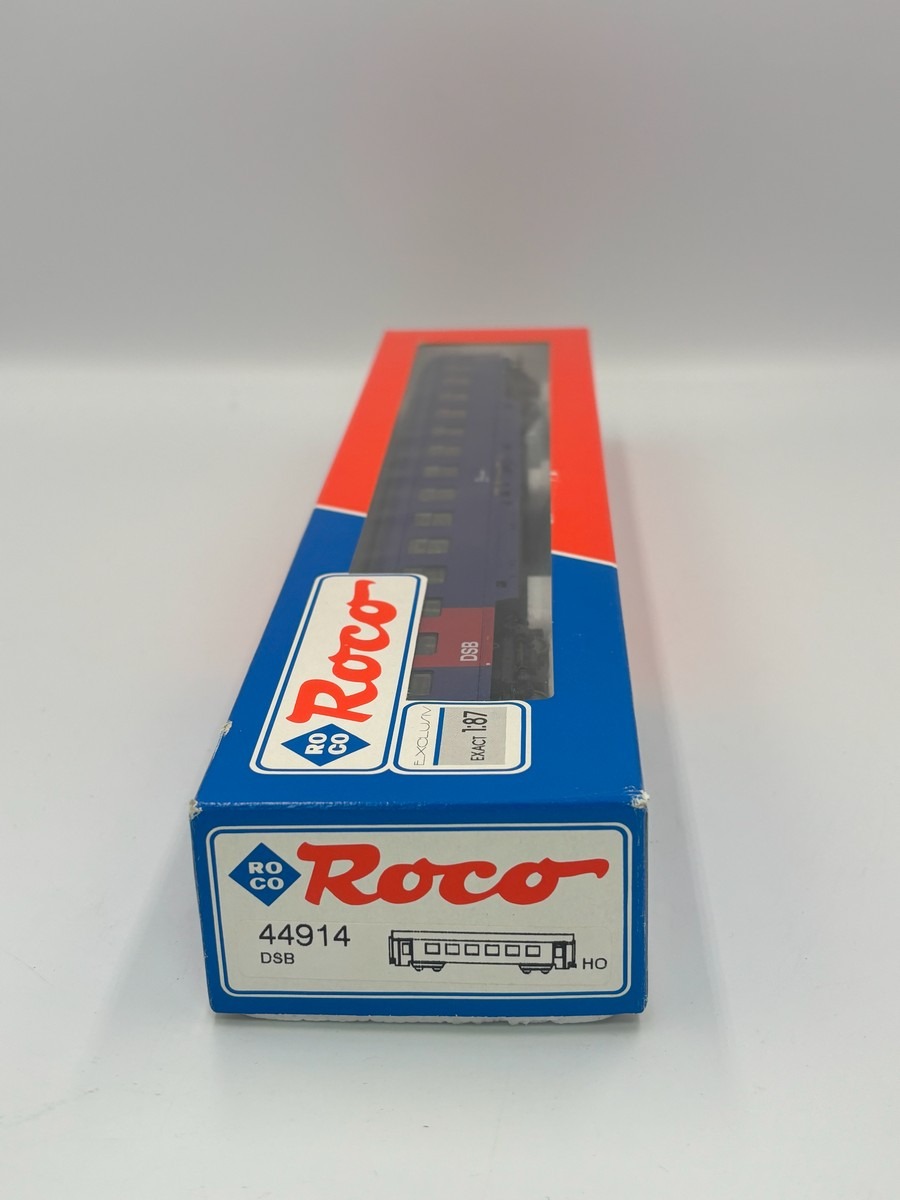 DSB
Roco
RO
CO
EXCLUSIV
EXACT 1:87
RO
CO
Roco
44914
DSB
HO